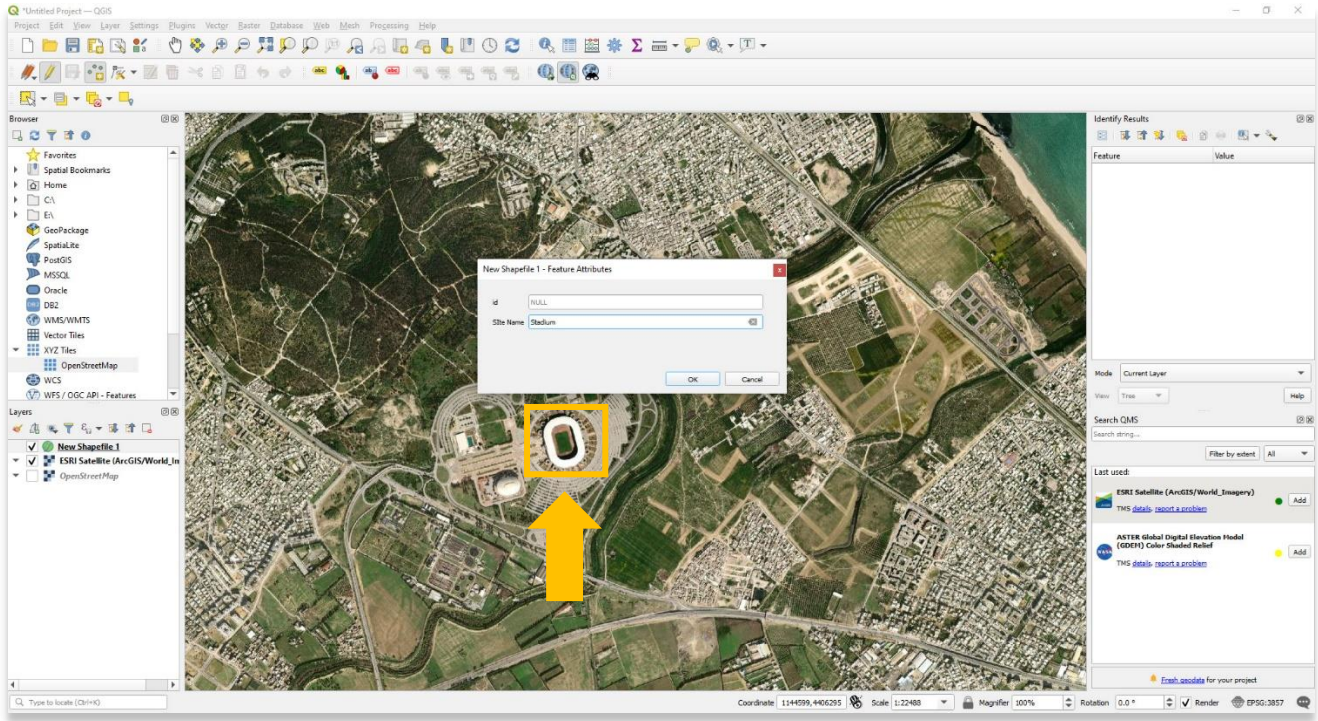 *Untitled Project — QGIS
Project Edit View Layer Settings Plugins Vector Raster Database Web Mesh Processing Help
Browser
Favorites
Spatial Bookmarks
Home
C:\
E:\
GeoPackage
SpatiaLite
PostGIS
MSSQL
Oracle
DB2
WMS/WMTS
Vector Tiles
XYZ Tiles
OpenStreetMap
WCS
WFS / OGC API - Features
Layers
New Shapefile 1
ESRI Satellite (ArcGIS/World_In
OpenStreetMap
New Shapefile 1 - Feature Attributes
x
id NULL
SIte Name Stadium
OK Cancel
Identify Results
Feature Value
Mode Current Layer
View Tree Help
Search QMS
Search string...
Filter by extent All
Last used:
ESRI Satellite (ArcGIS/World_Imagery)
TMS details, report a problem
Add
ASTER Global Digital Elevation Model
(GDEM) Color Shaded Relief
TMS details, report a problem
Add
Fresh geodata for your project
Type to locate (Ctrl+K) Coordinate 1144599,4406295 Scale 1:22488 Magnifier 100% Rotation 0.0 ° Render EPSG:3857